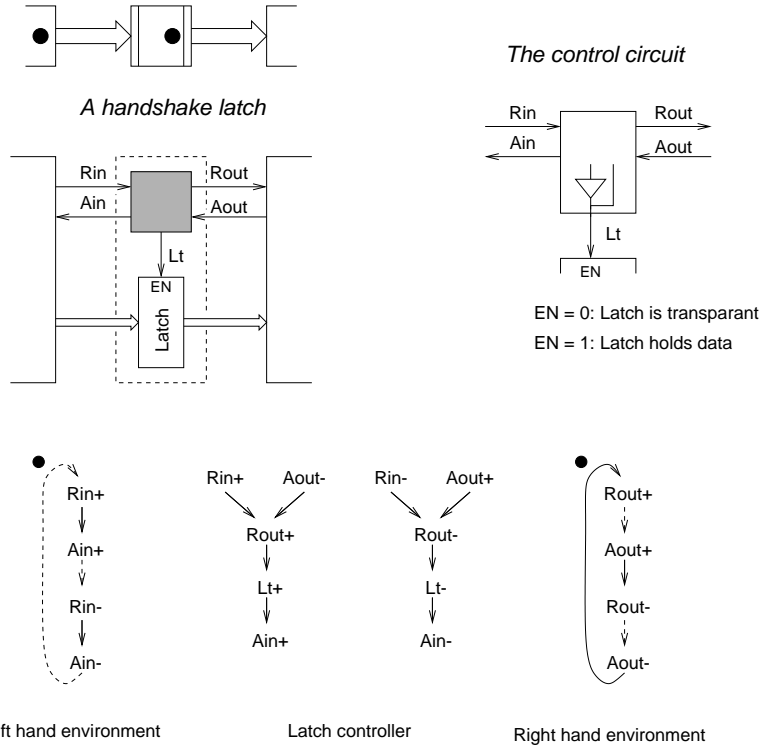 The control circuit
A handshake latch
Rin
Rout
Ain
Aout
Lt
EN
Rin
Rout
Ain
Aout
Lt
EN
Latch
EN = 0: Latch is transparant
EN = 1: Latch holds data
Rin+
Ain+
Rin-
Ain-
Rin+ Aout-
Rout+
Lt+
Ain+
Rin- Aout+
Rout-
Lt-
Ain-
Rout+
Aout+
Rout-
Aout-
ft hand environment
Latch controller
Right hand environment